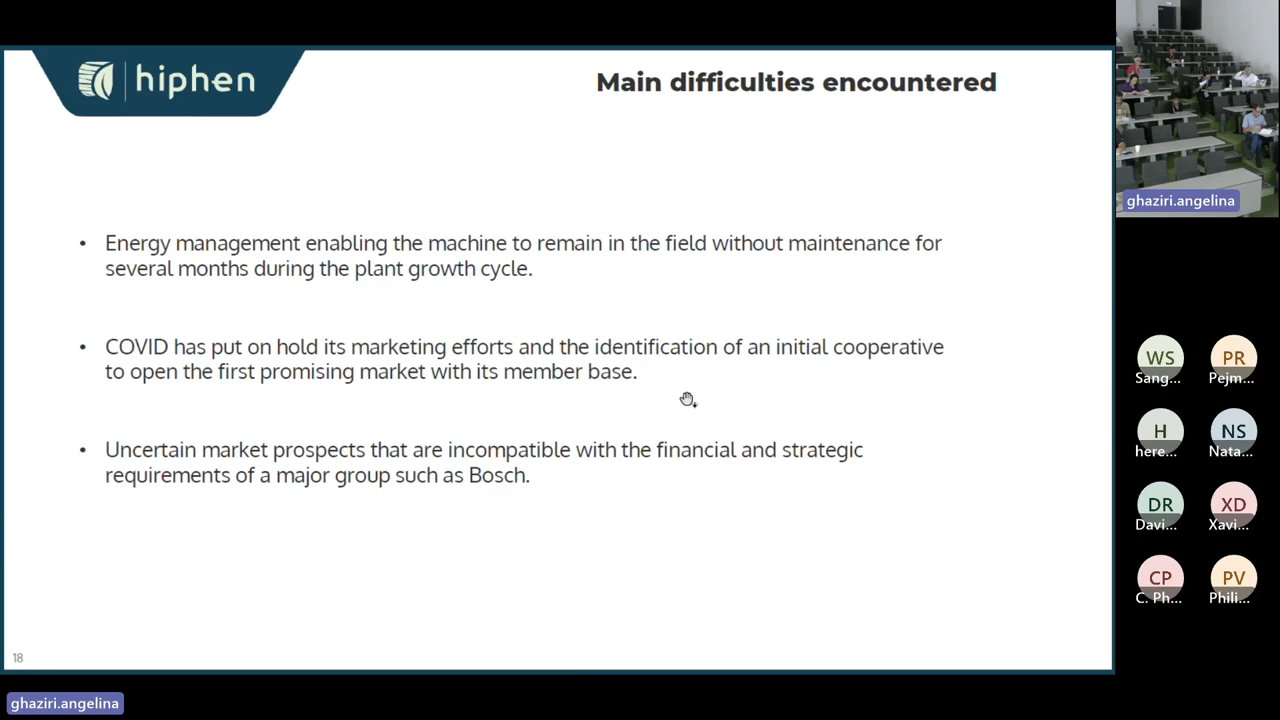 hiphen
Main difficulties encountered
• Energy management enabling the machine to remain in the field without maintenance for
several months during the plant growth cycle.
• COVID has put on hold its marketing efforts and the identification of an initial cooperative
to open the first promising market with its member base.
• Uncertain market prospects that are incompatible with the financial and strategic
requirements of a major group such as Bosch.
18
ghaziri.angelina
ghaziri.angelina
WS
Sang...
PR
Pejm...
H
here...
NS
Nata...
DR
Davi...
XD
Xavi...
CP
C. Ph...
PV
Phili...